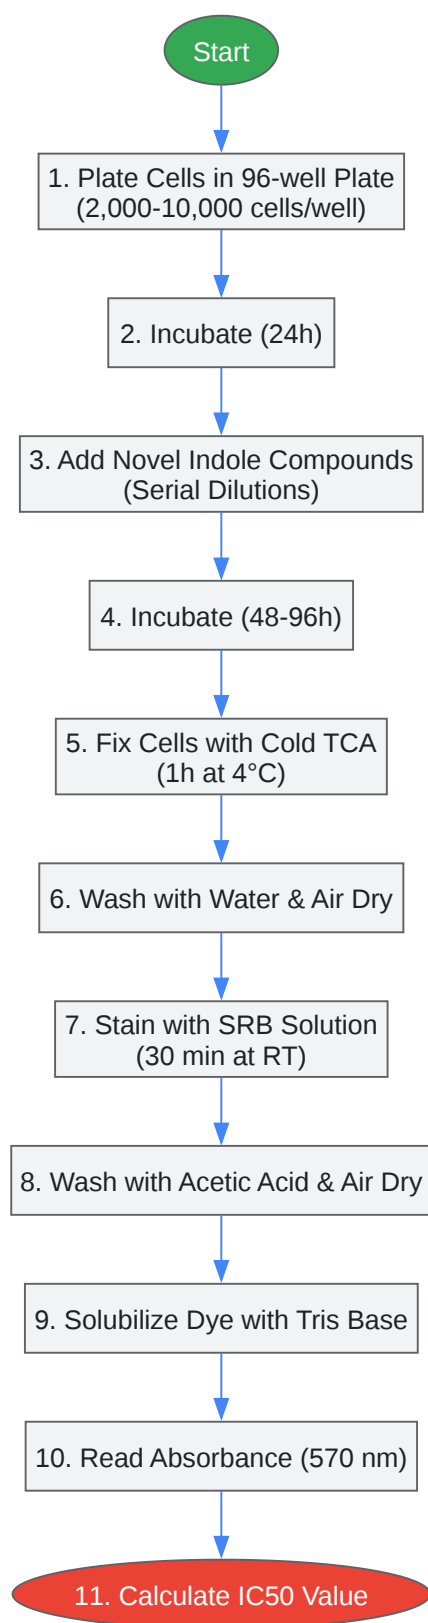 Start
1. Plate Cells in 96-well Plate
(2,000-10,000 cells/well)
2. Incubate (24h)
3. Add Novel Indole Compounds
(Serial Dilutions)
4. Incubate (48-96h)
5. Fix Cells with Cold TCA
(1h at 4°C)
6. Wash with Water & Air Dry
7. Stain with SRB Solution
(30 min at RT)
8. Wash with Acetic Acid & Air Dry
9. Solubilize Dye with Tris Base
10. Read Absorbance (570 nm)
11. Calculate IC50 Value